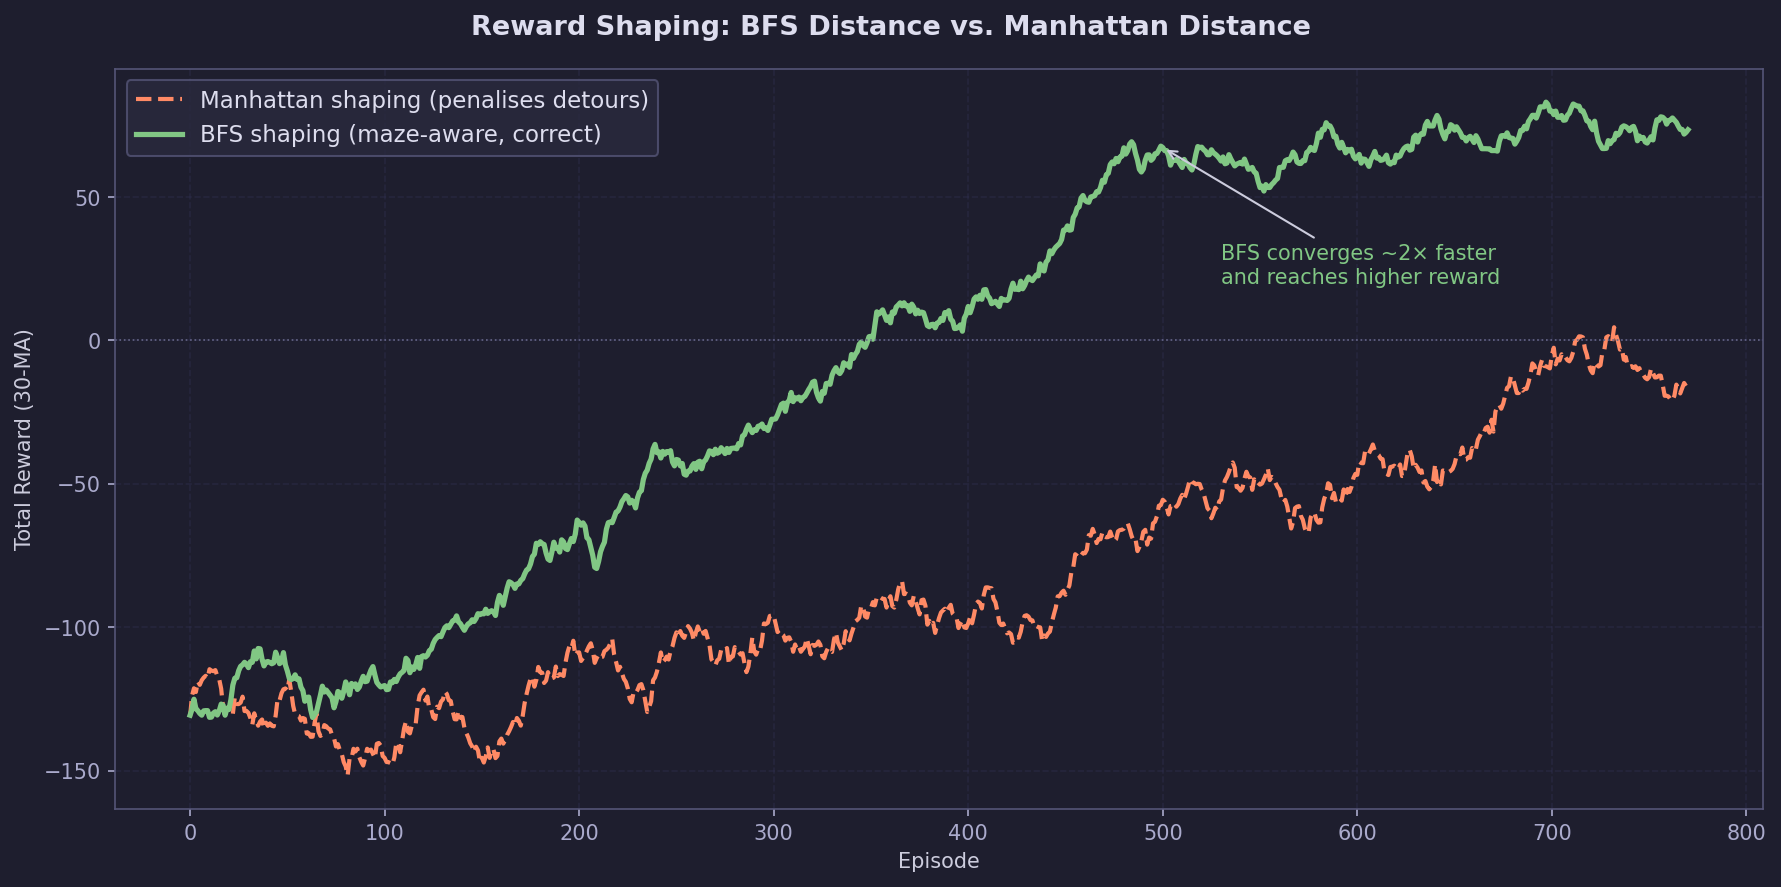 Reward Shaping: BFS Distance vs. Manhattan Distance
Manhattan shaping (penalises detours)
BFS shaping (maze-aware, correct)
50
0
−50
−100
−150
Total Reward (30-MA)
BFS converges ~2× faster
and reaches higher reward
0 100 200 300 400 500 600 700 800
Episode